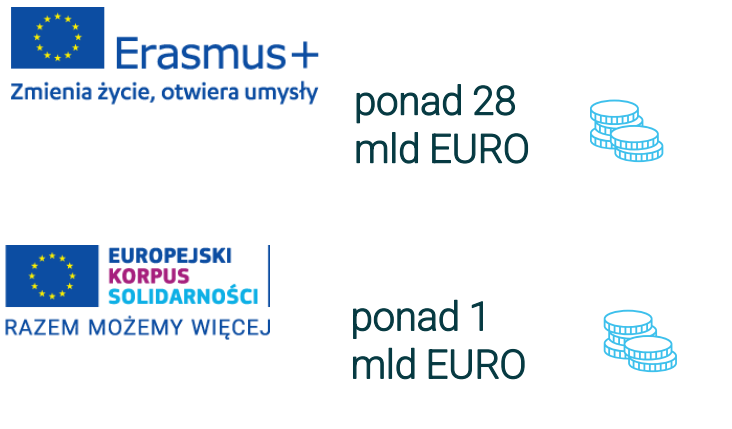 Erasmus+
Zmienia życie, otwiera umysły
ponad 28
mld EURO
EUROPEJSKI
KORPUS
SOLIDARNOŚCI
RAZEM MOŻEMY WIĘCEJ
ponad 1
mld EURO